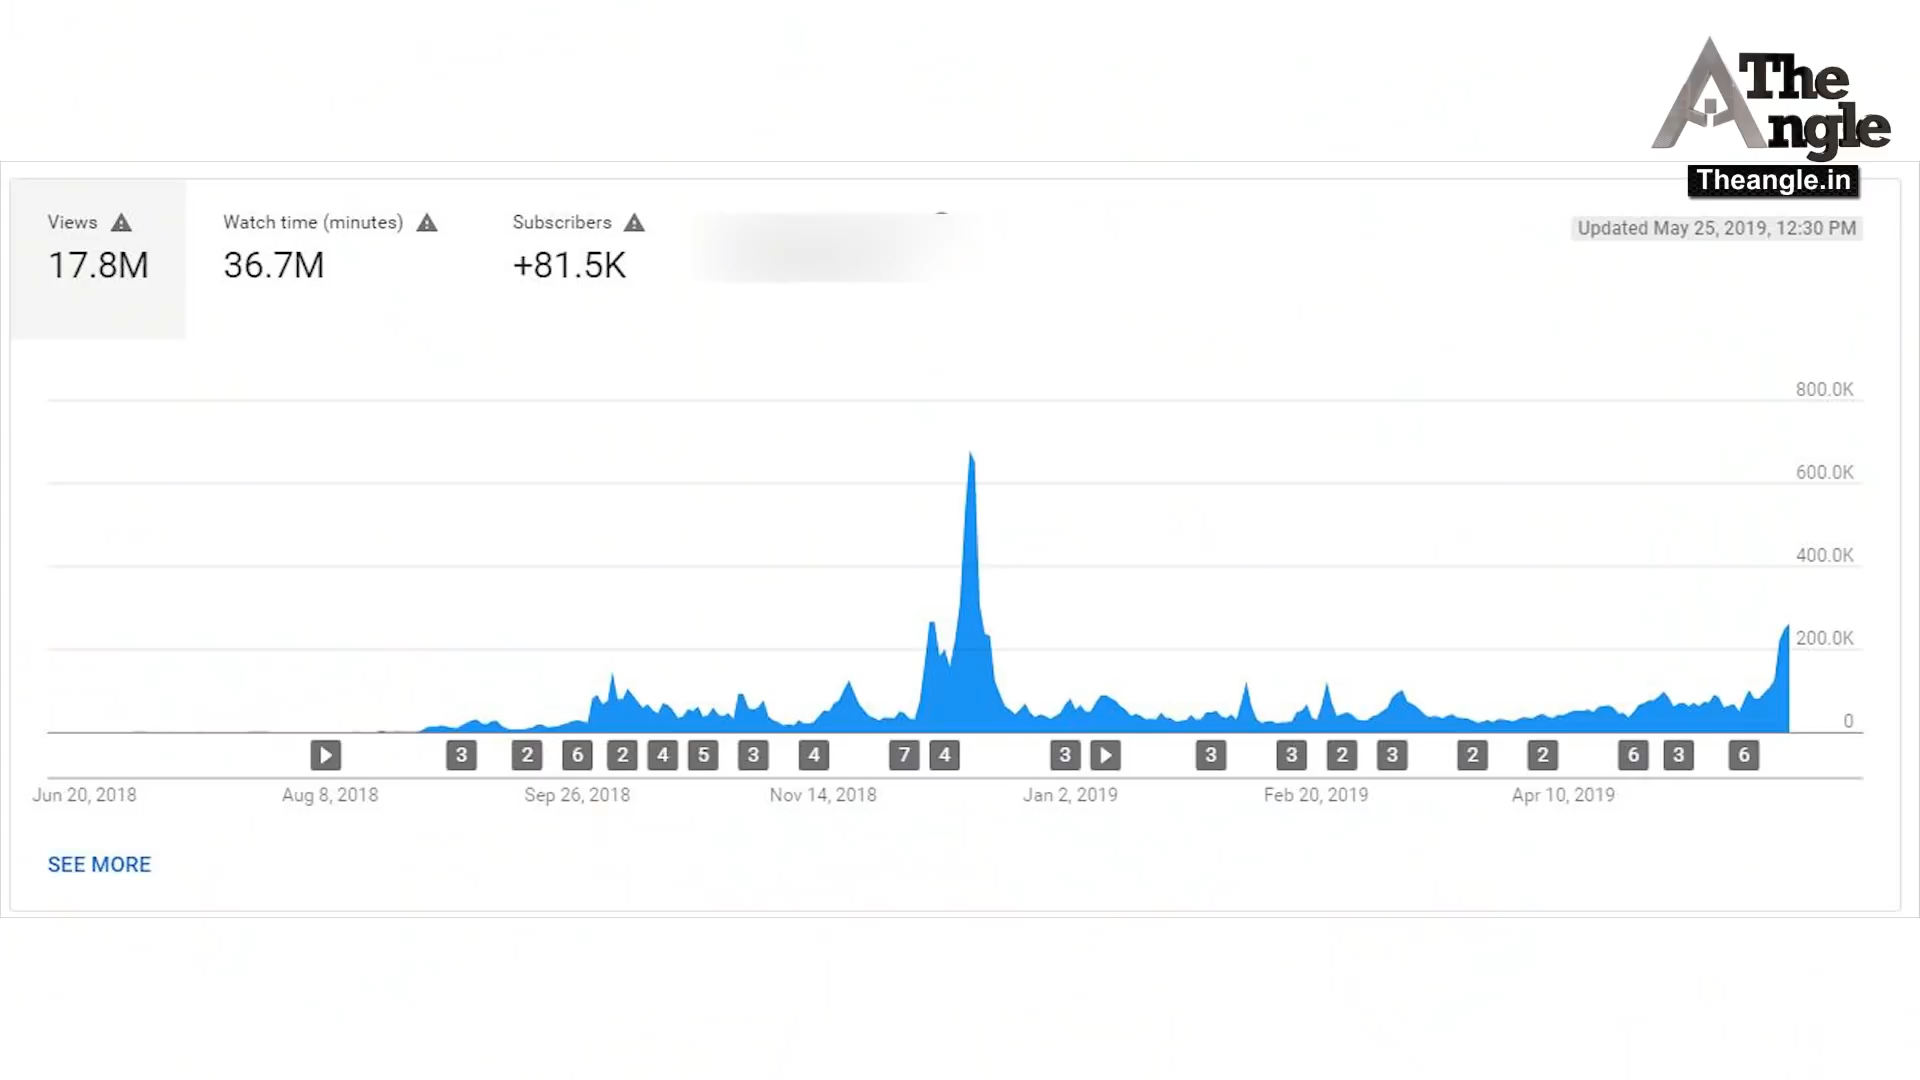 The
Angle
Theangle.in
Views
17.8M
Watch time (minutes)
36.7M
Subscribers
+81.5K
Updated May 25, 2019, 12:30 PM
800.0K
600.0K
400.0K
200.0K
0
3 2 6 2 4 5 3 4 7 4 3 3 3 2 3 2 2 6 3 6
Jun 20, 2018 Aug 8, 2018 Sep 26, 2018 Nov 14, 2018 Jan 2, 2019 Feb 20, 2019 Apr 10, 2019
SEE MORE